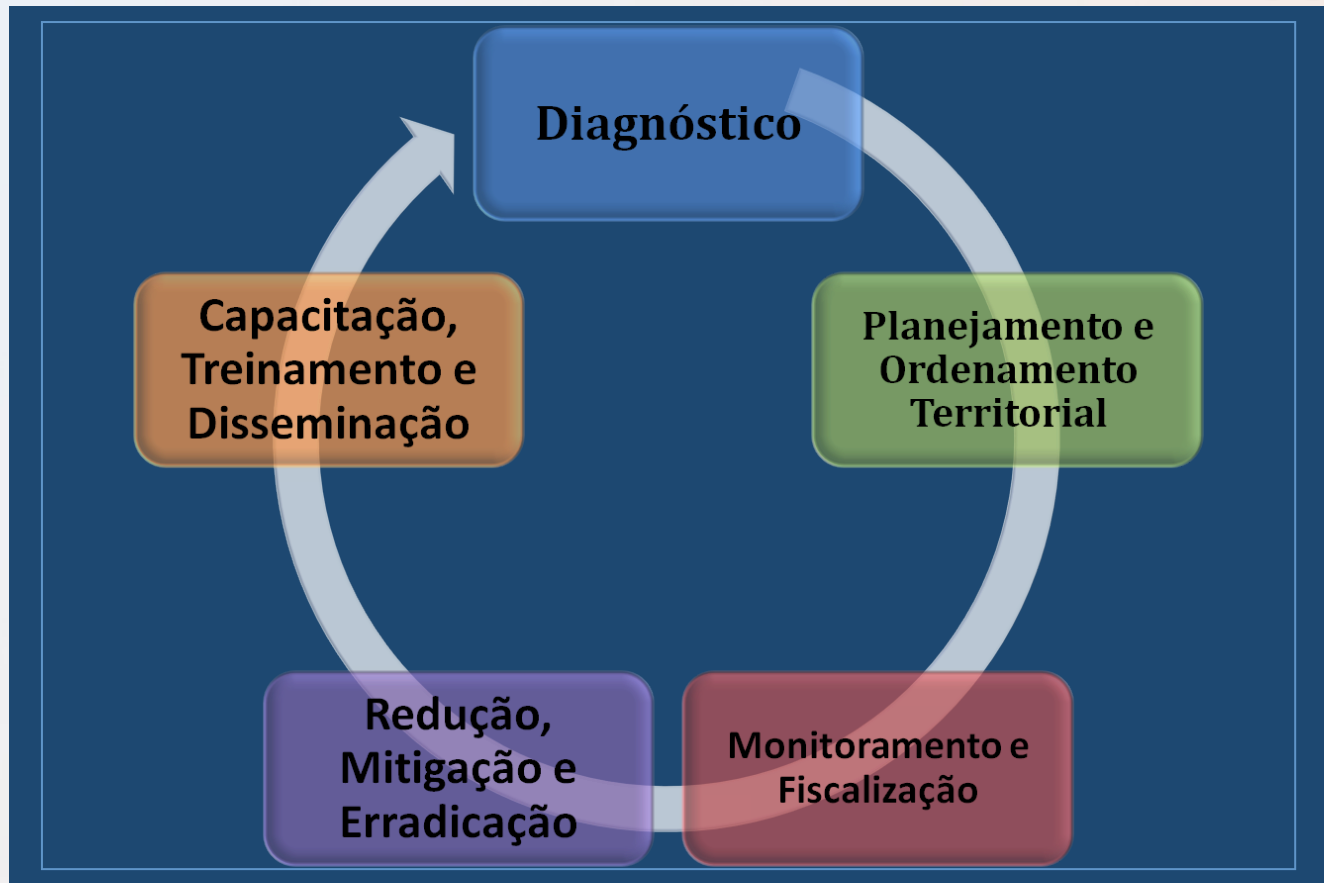 Diagnóstico
Planejamento e
Ordenamento
Territorial
Monitoramento e
Fiscalização
Redução,
Mitigação e
Erradicação
Capacitação,
Treinamento e
Disseminação